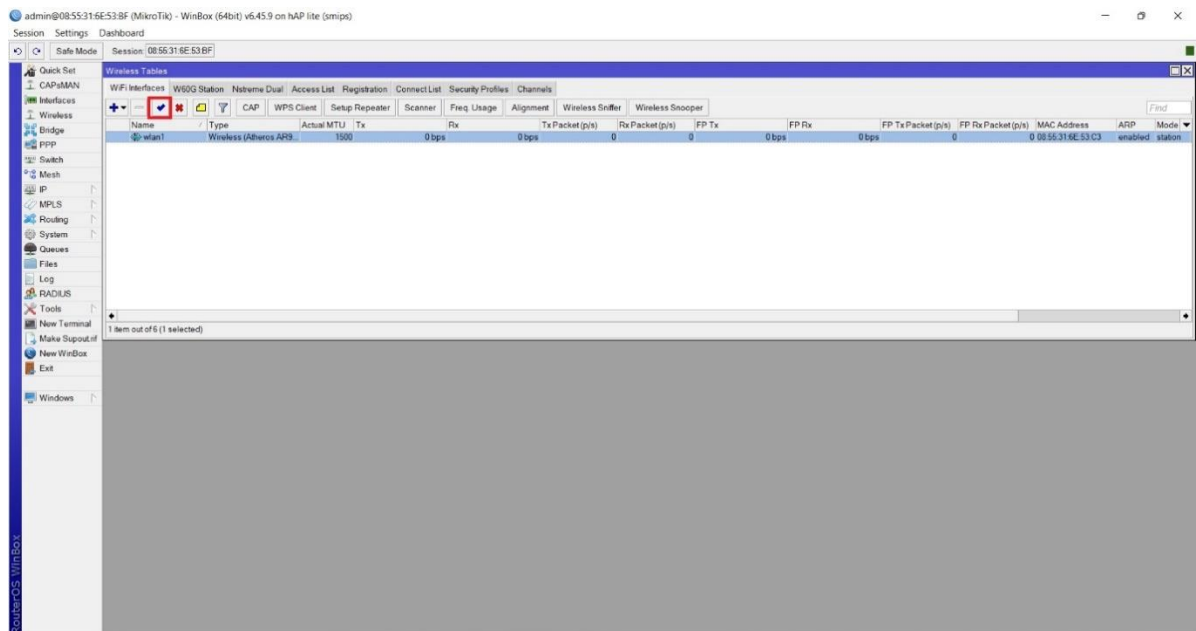 admin@08:55:31:6E:53:BF (MikroTik) - WinBox (64bit) v6.45.9 on hAP lite (smips)
Session Settings Dashboard
Safe Mode Session: 08:55:31:6E:53:BF
Quick Set
CAPsMAN
Interfaces
Wireless
Bridge
PPP
Switch
Mesh
IP
MPLS
Routing
System
Queues
Files
Log
RADIUS
Tools
New Terminal
Make Supout.rif
New WinBox
Exit
Windows
RouterOS WinBox
Wireless Tables
WiFi Interfaces W60G Station Nstreme Dual Access List Registration Connect List Security Profiles Channels
CAP WPS Client Setup Repeater Scanner Freq. Usage Alignment Wireless Sniffer Wireless Snooper Find
Name / Type Actual MTU Tx Rx Tx Packet (p/s) Rx Packet (p/s) FP Tx FP Rx FP Tx Packet (p/s) FP Rx Packet (p/s) MAC Address ARP Mode
wlan1 Wireless (Atheros AR9... 1500 0 bps 0 bps 0 0 0 bps 0 bps 0 0 08:55:31:6E:53:C3 enabled station
1 item out of 6 (1 selected)